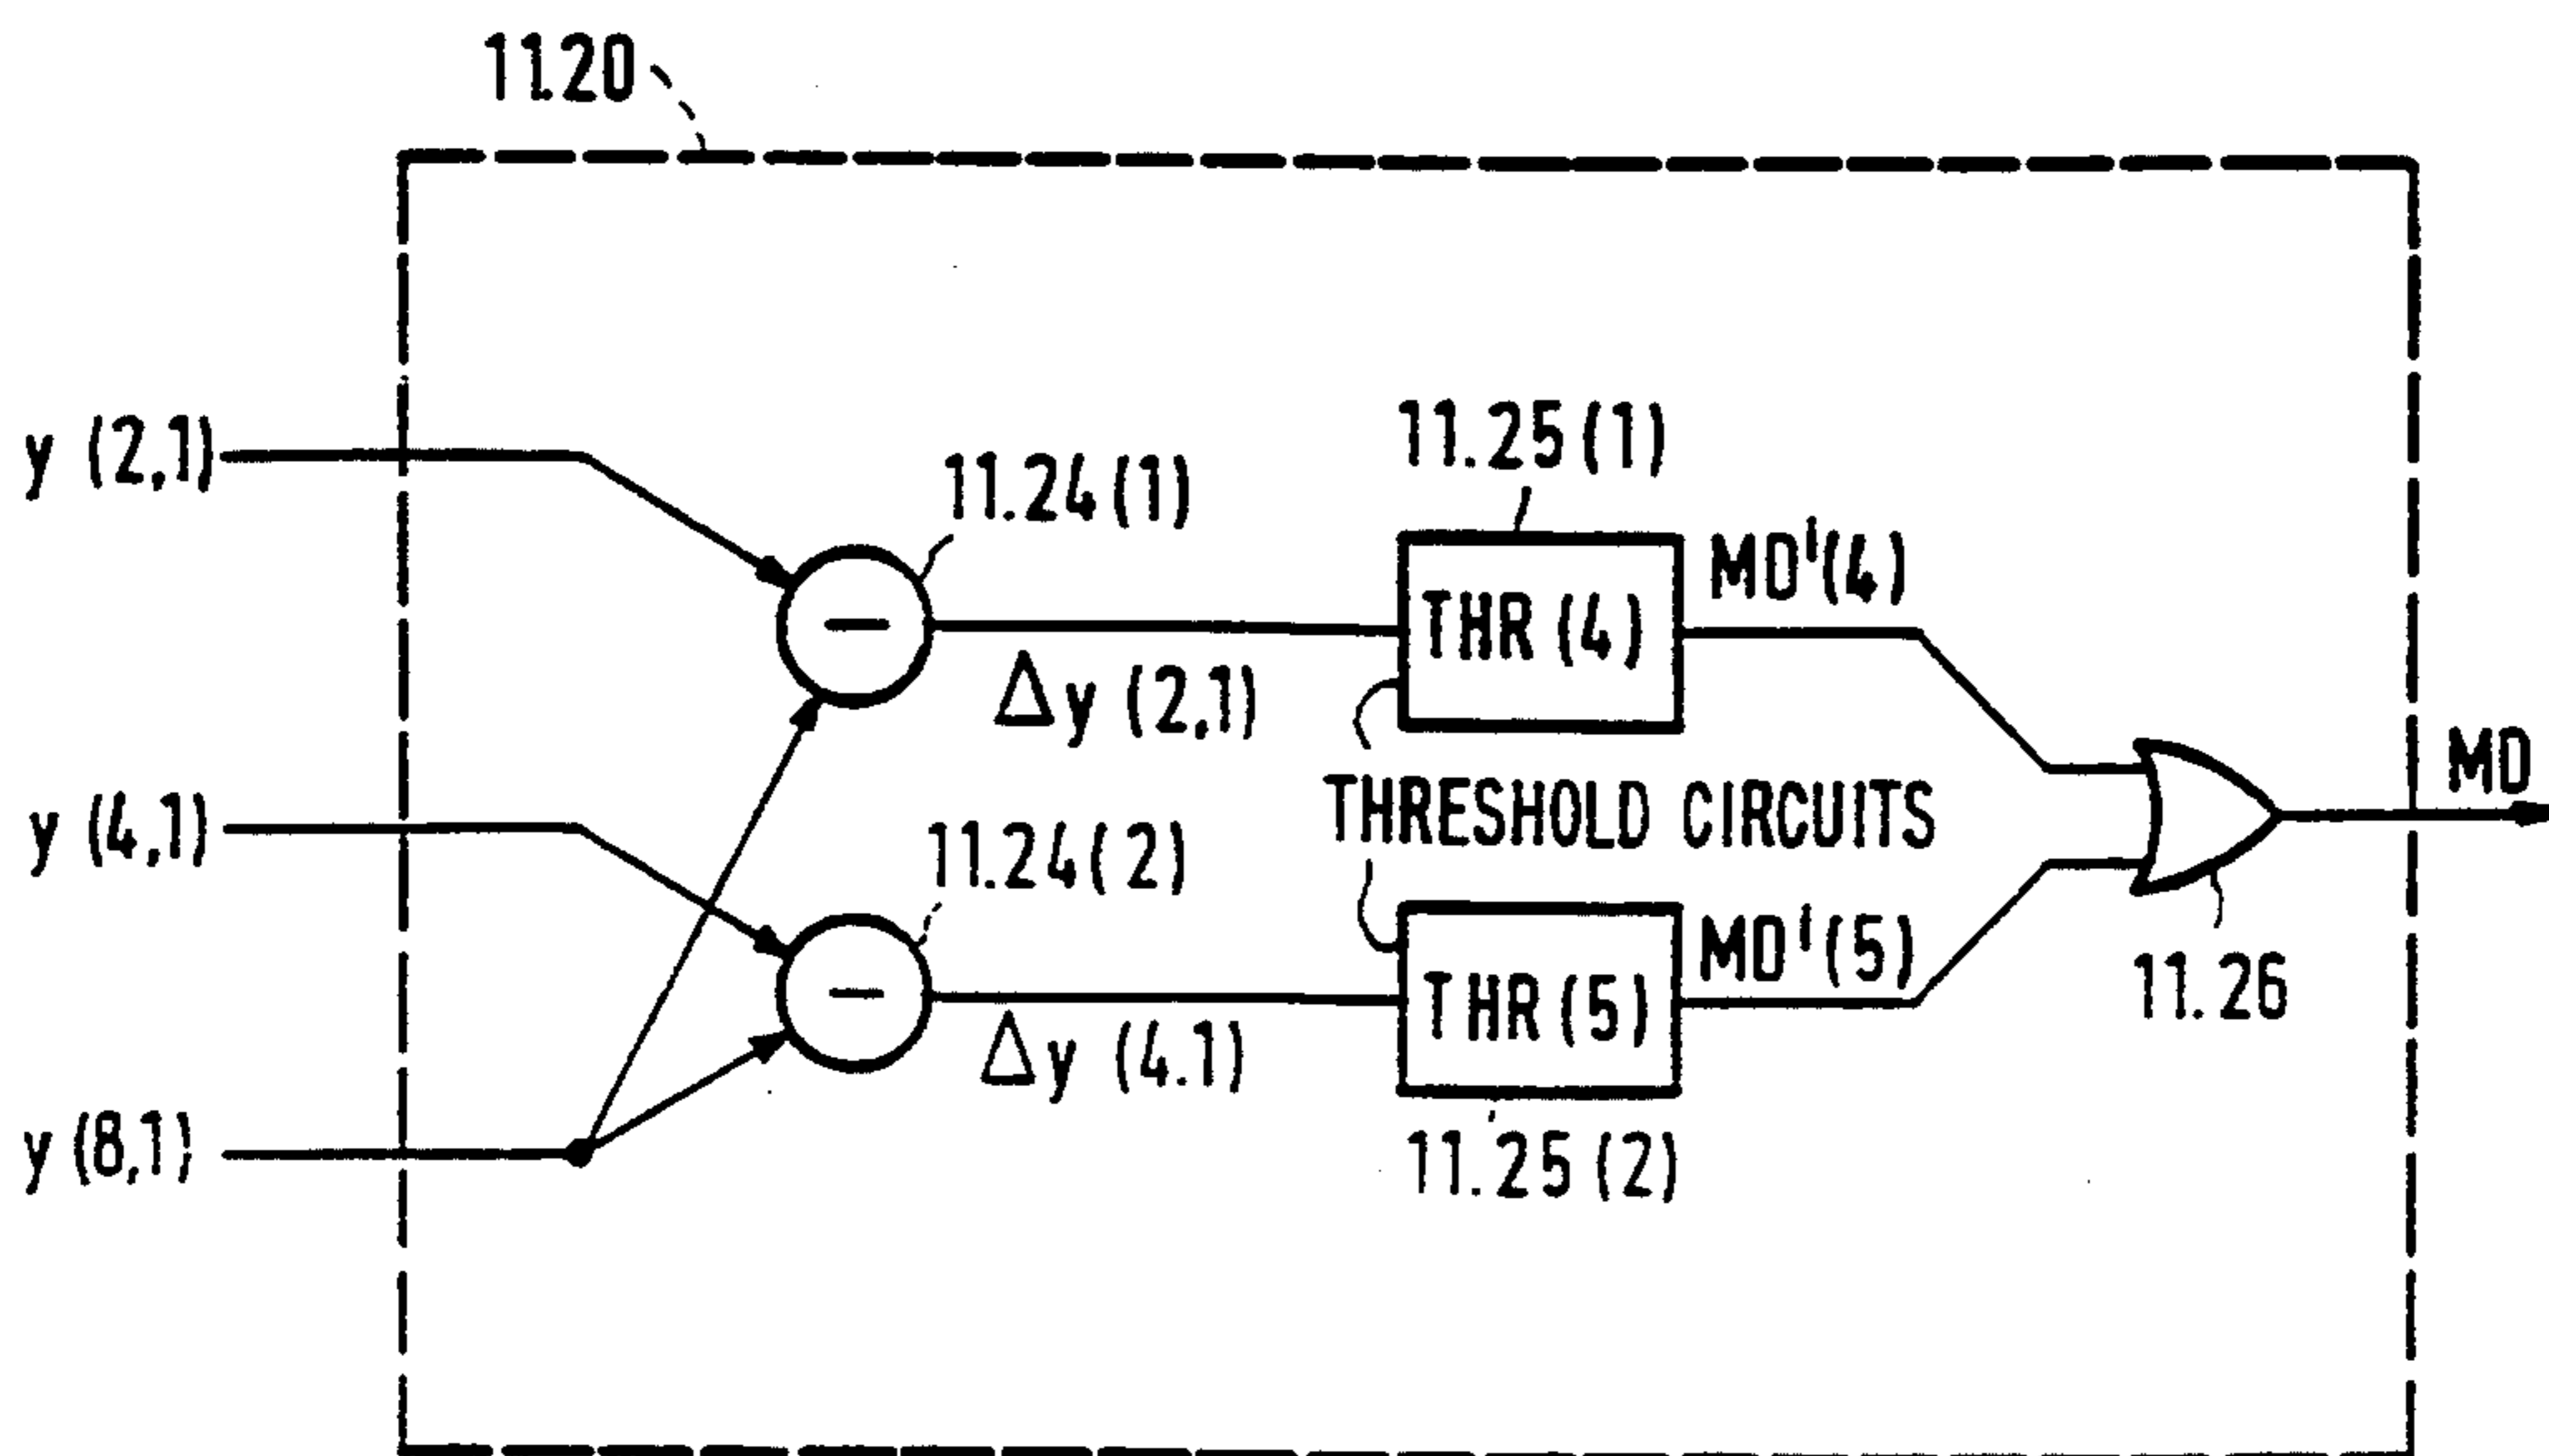 11.20
y (2,1)
11.24 (1)
11.25 (1)
THR (4)
MD'(4)
Δy (2,1)
y (4,1)
11.24 (2)
THRESHOLD CIRCUITS
MD
THR (5)
MD'(5)
11.26
Δy (4.1)
y (8,1)
11.25 (2)